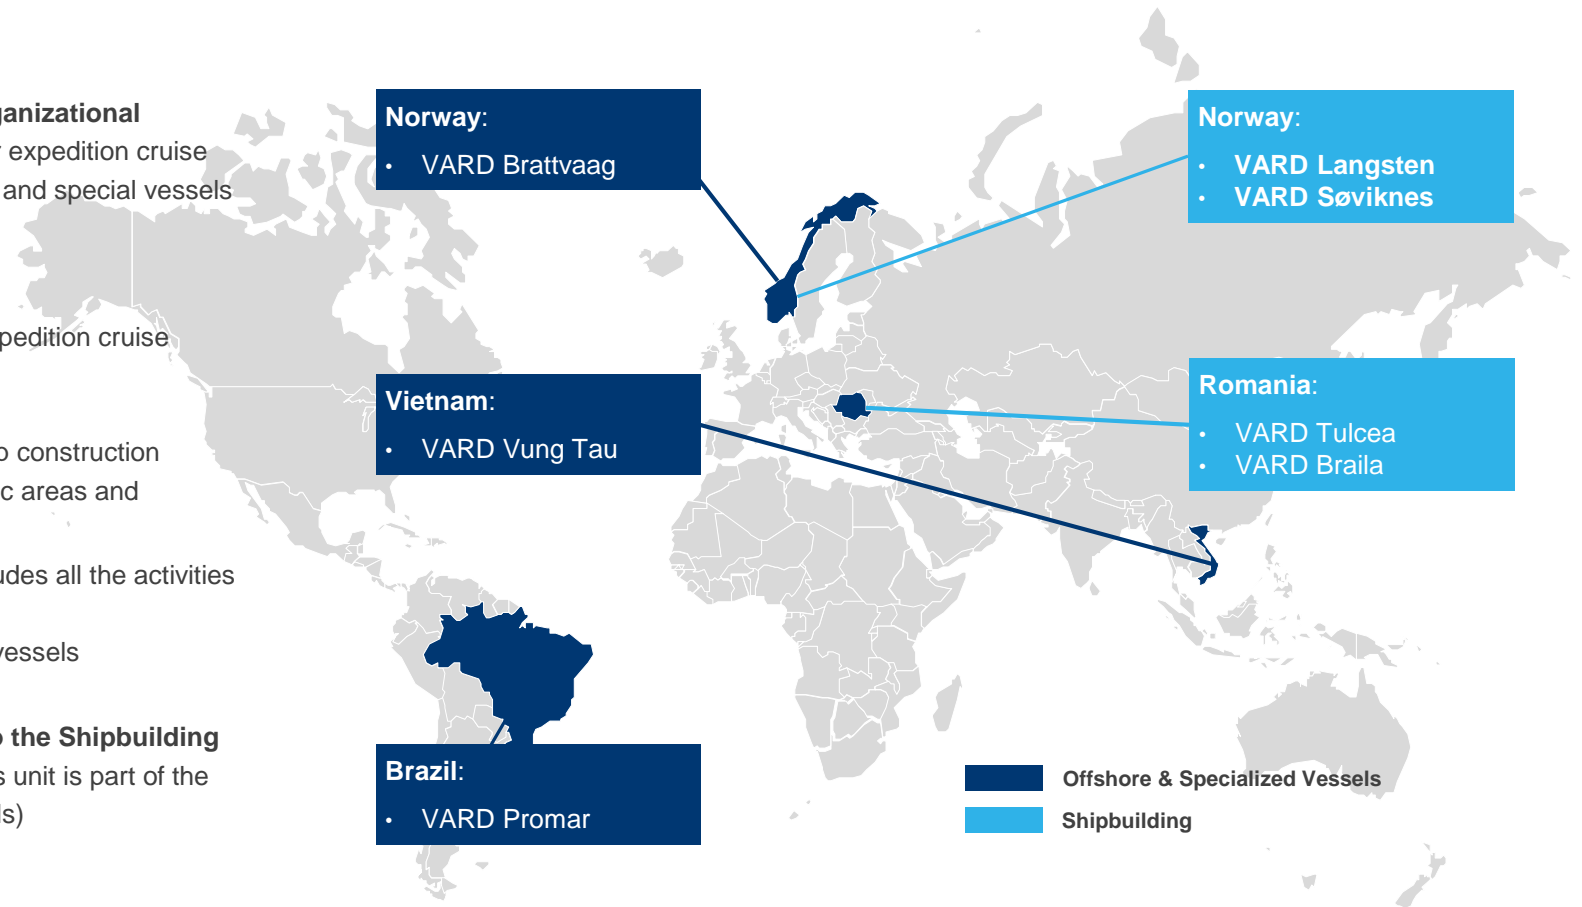 ganizational
r expedition cruise
and special vessels
pedition cruise
o construction
ic areas and
udes all the activities
vessels
o the Shipbuilding
s unit is part of the
ls)
Norway:
• VARD Brattvaag
Norway:
• VARD Langsten
• VARD Søviknes
Vietnam:
• VARD Vung Tau
Romania:
• VARD Tulcea
• VARD Braila
Brazil:
• VARD Promar
Offshore & Specialized Vessels
Shipbuilding